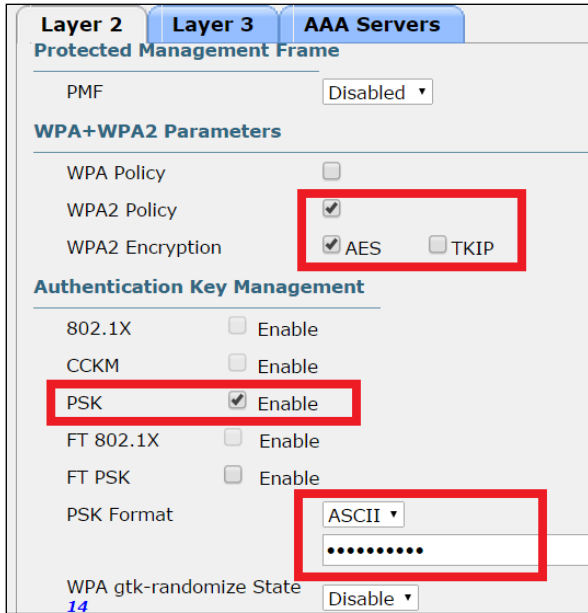 Layer 2 Layer 3 AAA Servers
Protected Management Frame
PMF Disabled
WPA+WPA2 Parameters
WPA Policy
WPA2 Policy
WPA2 Encryption AES TKIP
Authentication Key Management
802.1X Enable
CCKM Enable
PSK Enable
FT 802.1X Enable
FT PSK Enable
PSK Format ASCII
••••••••••
WPA gtk-randomize State Disable
14